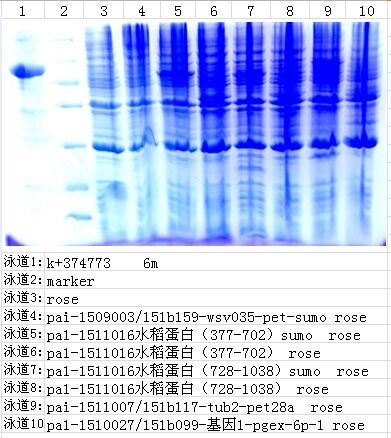 1 2 3 4 5 6 7 8 9 10
泳道1: k+374773 6m
泳道2: marker
泳道3: rose
泳道4: pai-1509003/151b159-wsv035-pet-sumo rose
泳道5: pa1-1511016水稻蛋白（377-702）sumo rose
泳道6: pa1-1511016水稻蛋白（377-702） rose
泳道7: pa1-1511016水稻蛋白（728-1038）sumo rose
泳道8: pa1-1511016水稻蛋白（728-1038） rose
泳道9: pa1-1511007/151b117-tub2-pet28a rose
泳道10 pa1-1510027/151b099-基因1-pgex-6p-1 rose